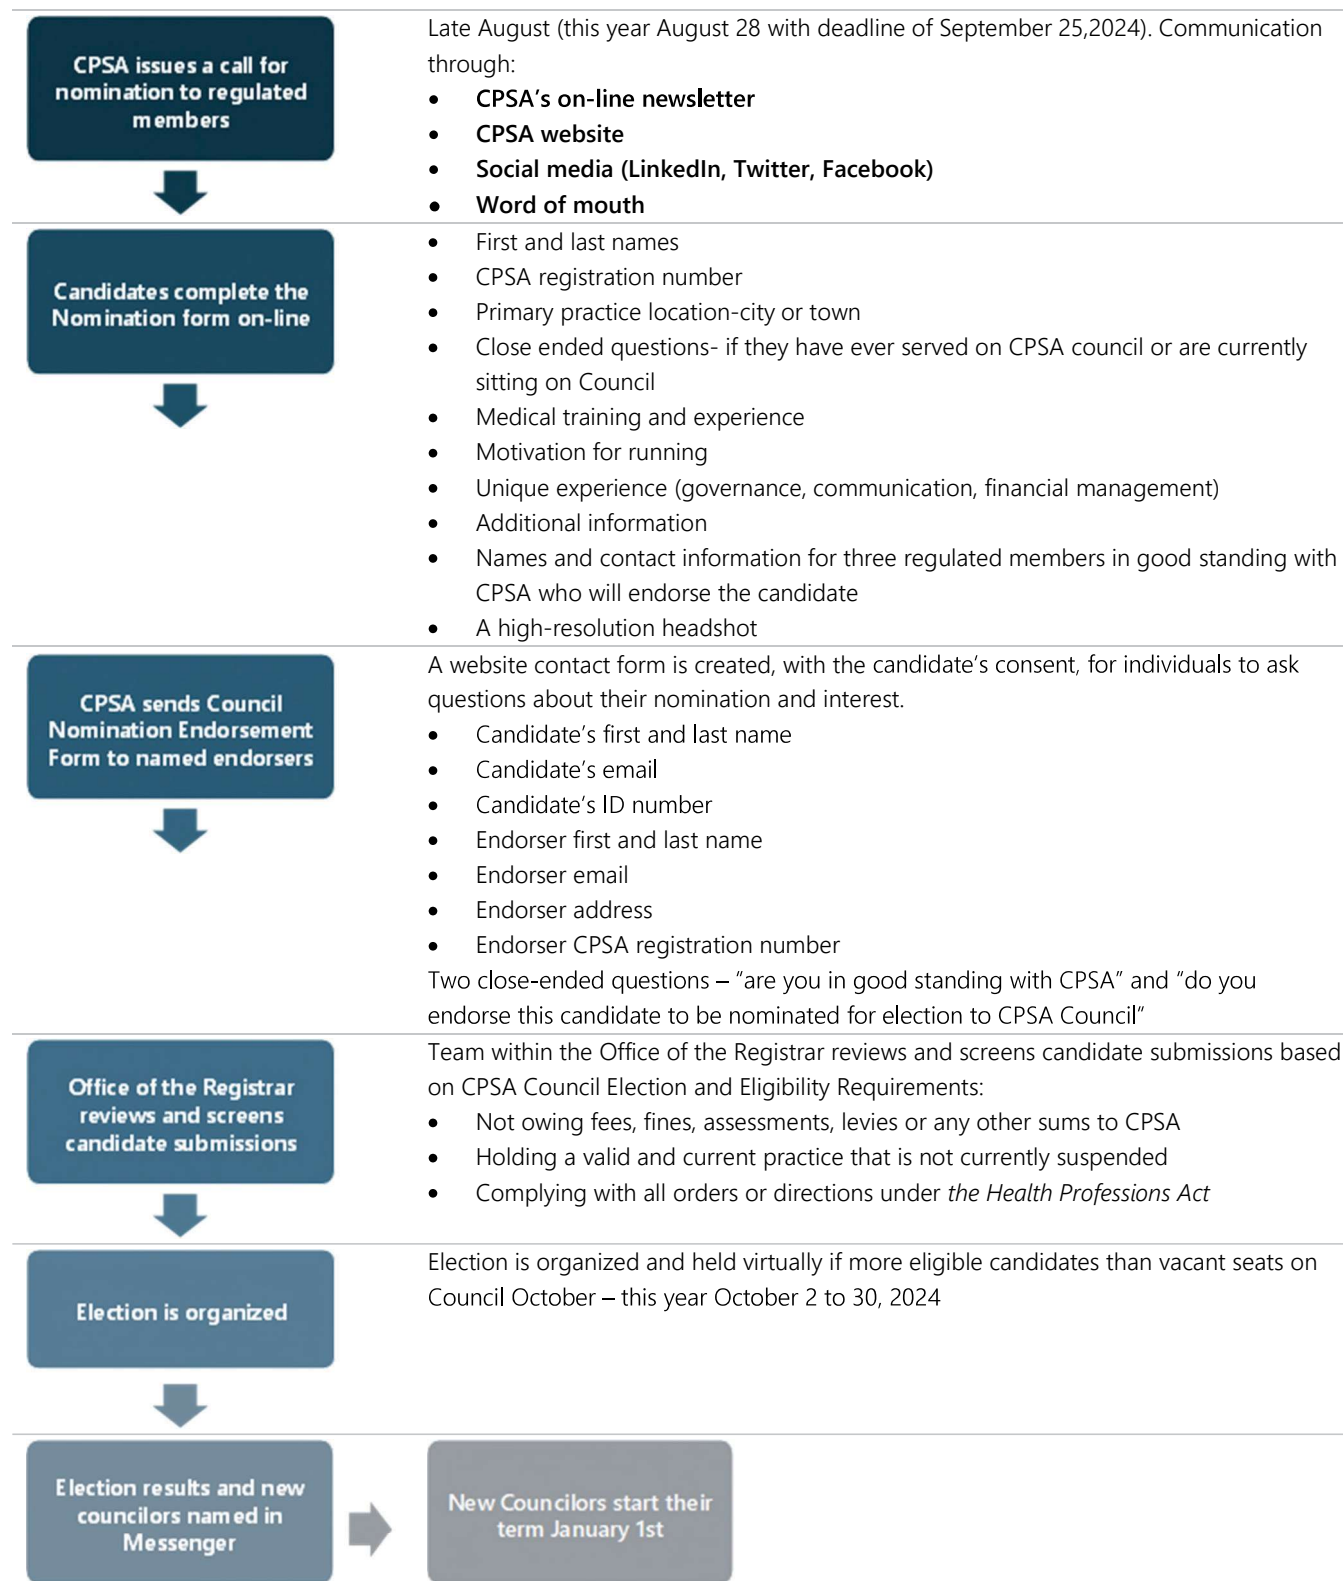 CPSA issues a call for
nomination to regulated
members
Late August (this year August 28 with deadline of September 25,2024). Communication
through:
• CPSA’s on-line newsletter
• CPSA website
• Social media (LinkedIn, Twitter, Facebook)
• Word of mouth
Candidates complete the
Nomination form on-line
• First and last names
• CPSA registration number
• Primary practice location-city or town
• Close ended questions- if they have ever served on CPSA council or are currently
sitting on Council
• Medical training and experience
• Motivation for running
• Unique experience (governance, communication, financial management)
• Additional information
• Names and contact information for three regulated members in good standing with
CPSA who will endorse the candidate
• A high-resolution headshot
CPSA sends Council
Nomination Endorsement
Form to named endorsers
A website contact form is created, with the candidate’s consent, for individuals to ask
questions about their nomination and interest.
• Candidate’s first and last name
• Candidate’s email
• Candidate’s ID number
• Endorser first and last name
• Endorser email
• Endorser address
• Endorser CPSA registration number
Two close-ended questions – “are you in good standing with CPSA” and “do you
endorse this candidate to be nominated for election to CPSA Council”
Office of the Registrar
reviews and screens
candidate submissions
Team within the Office of the Registrar reviews and screens candidate submissions based
on CPSA Council Election and Eligibility Requirements:
• Not owing fees, fines, assessments, levies or any other sums to CPSA
• Holding a valid and current practice that is not currently suspended
• Complying with all orders or directions under the Health Professions Act
Election is organized
Election is organized and held virtually if more eligible candidates than vacant seats on
Council October – this year October 2 to 30, 2024
Election results and new
councilors named in
Messenger
New Councilors start their
term January 1st